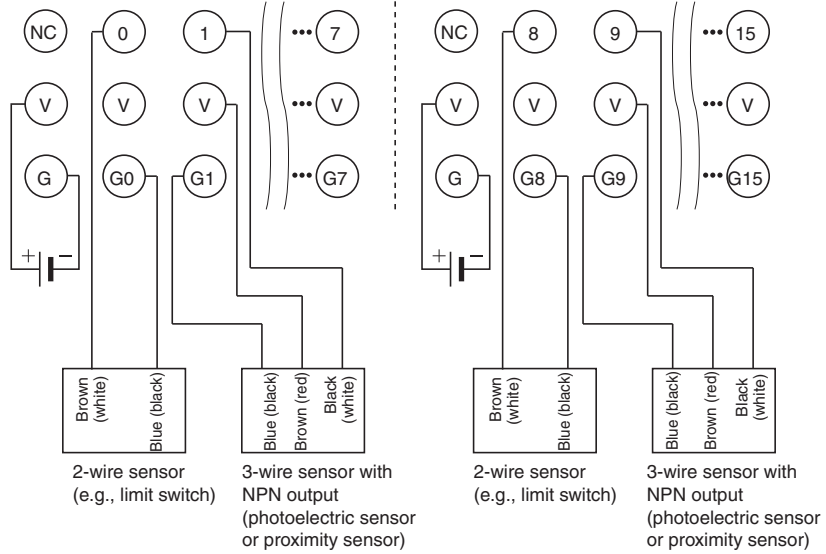 NC 0 1 ••• 7 NC 8 9 ••• 15
V V V ••• V V V V ••• V
G G0 G1 ••• G7 G G8 G9 ••• G15
+ − + −
Brown (white)
Blue (black)
Blue (black)
Brown (red)
Black (white)
Brown (white)
Blue (black)
Blue (black)
Brown (red)
Black (white)
2-wire sensor
(e.g., limit switch)
3-wire sensor with
NPN output
(photoelectric sensor
or proximity sensor)
2-wire sensor
(e.g., limit switch)
3-wire sensor with
NPN output
(photoelectric sensor
or proximity sensor)